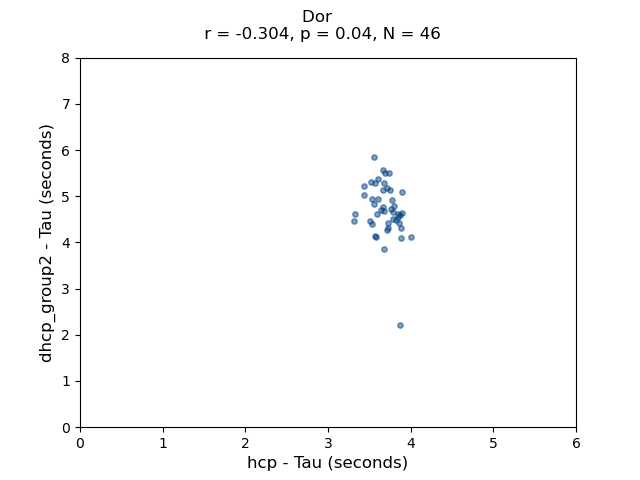 Dor
r = -0.304, p = 0.04, N = 46
8
7
6
5
4
3
2
1
0
dhcp_group2 - Tau (seconds)
0 1 2 3 4 5 6
hcp - Tau (seconds)